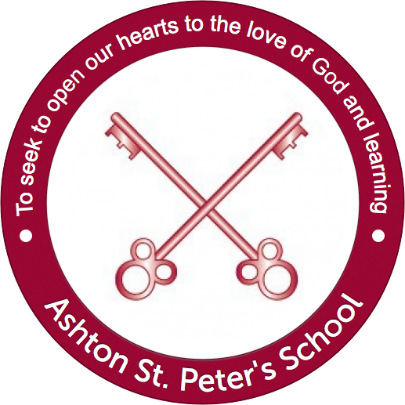 To seek to open our hearts to the love of God and learning
Ashton St. Peter's School